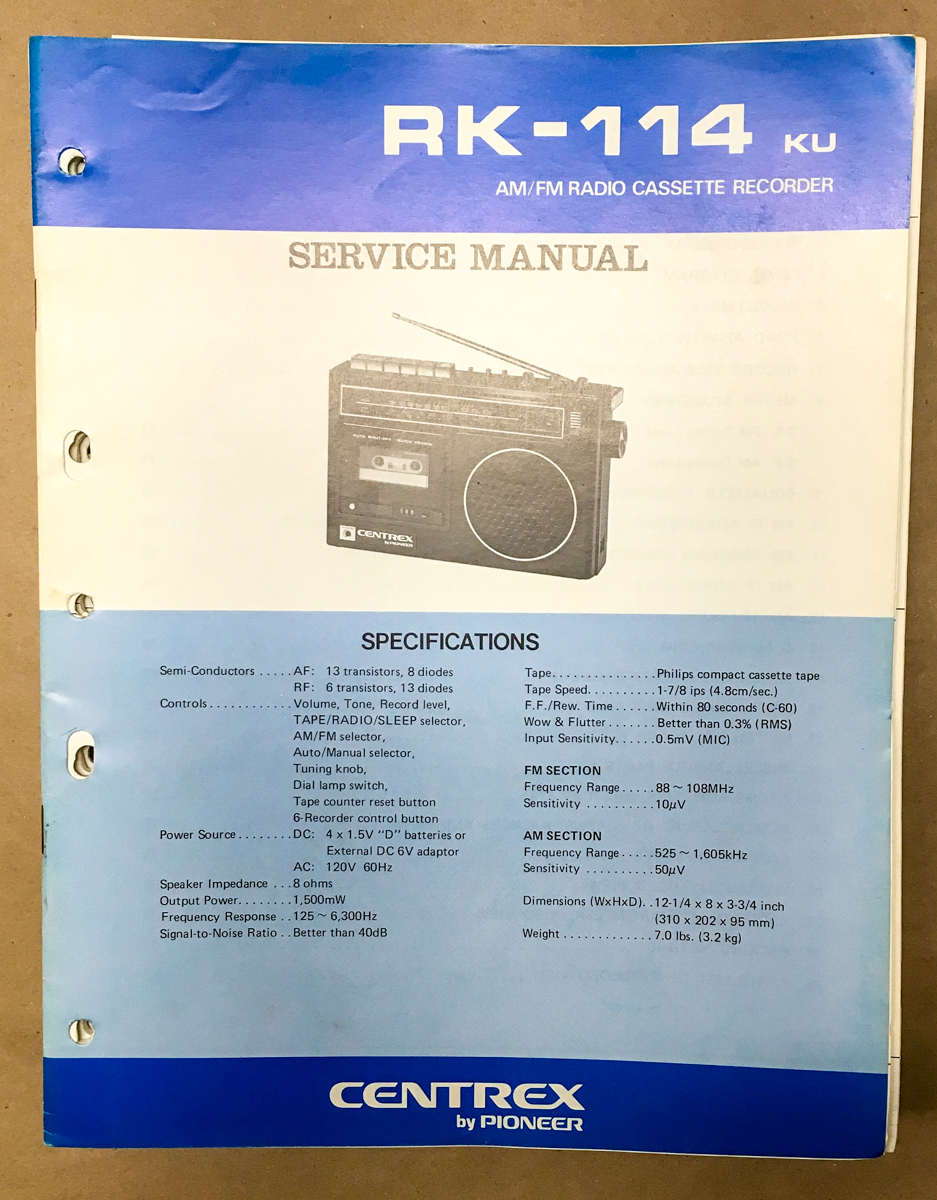 RK-114 KU
AM/FM RADIO CASSETTE RECORDER
SERVICE MANUAL
AUTO SHUT-OFF
CENTREX
by PIONEER
SPECIFICATIONS
Semi-Conductors ..... AF: 13 transistors, 8 diodes
RF: 6 transistors, 13 diodes
Controls ............ Volume, Tone, Record level,
TAPE/RADIO/SLEEP selector,
AM/FM selector,
Auto/Manual selector,
Tuning knob,
Dial lamp switch,
Tape counter reset button
6-Recorder control button
Power Source ........ DC: 4 x 1.5V "D" batteries or
External DC 6V adaptor
AC: 120V 60Hz
Speaker Impedance ... 8 ohms
Output Power ........ 1,500mW
Frequency Response .. 125 ~ 6,300Hz
Signal-to-Noise Ratio .. Better than 40dB
Tape ............... Philips compact cassette tape
Tape Speed .......... 1-7/8 ips (4.8cm/sec.)
F.F./Rew. Time ...... Within 80 seconds (C-60)
Wow & Flutter ....... Better than 0.3% (RMS)
Input Sensitivity ...... 0.5mV (MIC)
FM SECTION
Frequency Range ..... 88 ~ 108MHz
Sensitivity .......... 10μV
AM SECTION
Frequency Range ..... 525 ~ 1,605kHz
Sensitivity .......... 50μV
Dimensions (WxHxD) .. 12-1/4 x 8 x 3-3/4 inch
(310 x 202 x 95 mm)
Weight ............. 7.0 lbs. (3.2 kg)
CENTREX
by PIONEER